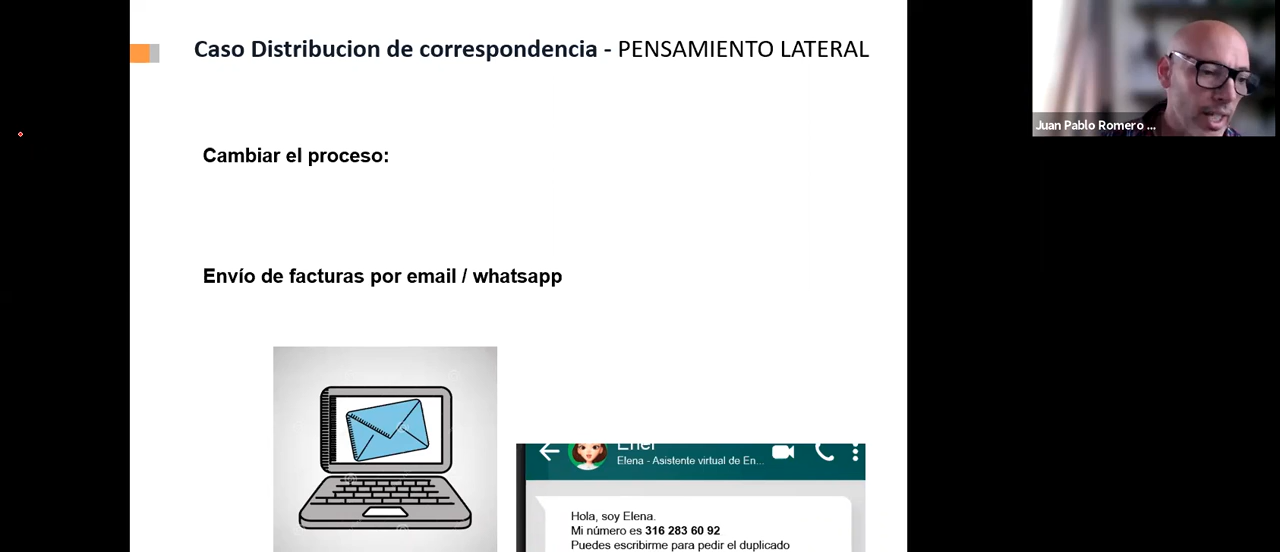 Caso Distribucion de correspondencia - PENSAMIENTO LATERAL
Juan Pablo Romero ...
Cambiar el proceso:
Envío de facturas por email / whatsapp
Enel
Elena - Asistente virtual de En...
Hola, soy Elena.
Mi número es 316 283 60 92
Puedes escribirme para pedir el duplicado